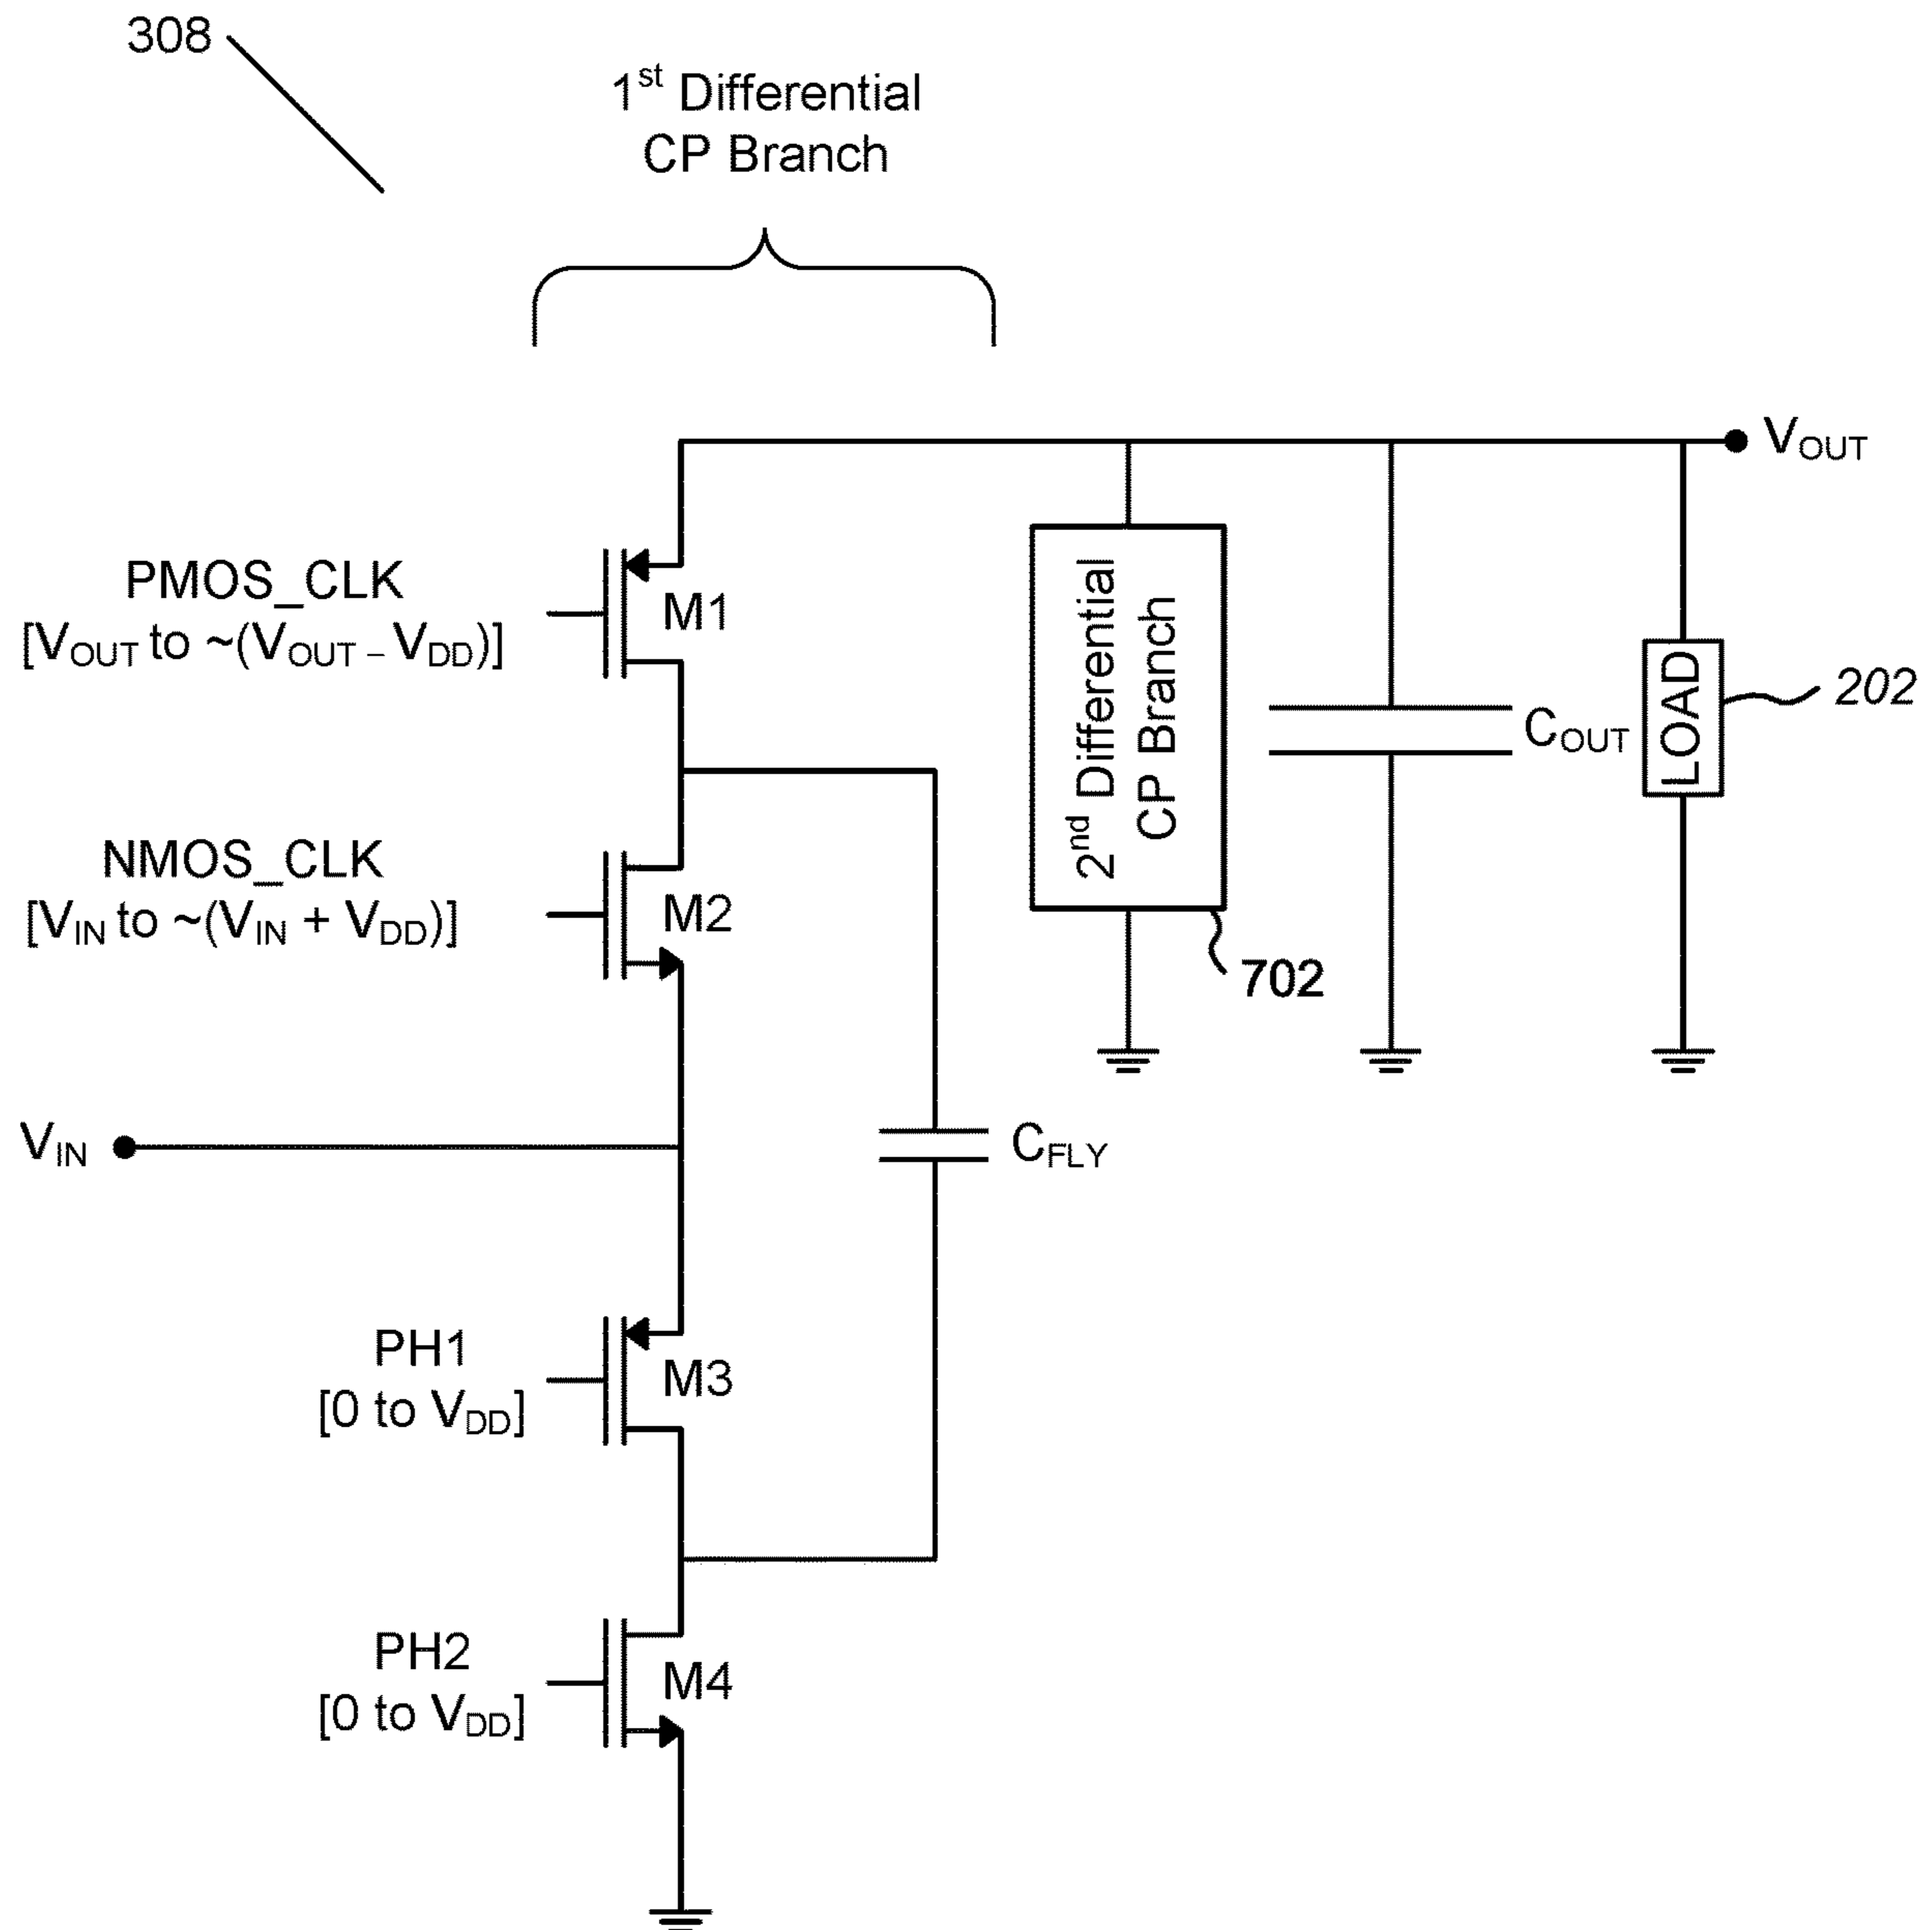 308
1st Differential
CP Branch
VOUT
PMOS_CLK
[VOUT to ~(VOUT – VDD)]
M1
2nd Differential
CP Branch
COUT
LOAD
202
NMOS_CLK
[VIN to ~(VIN + VDD)]
M2
702
VIN
CFLY
PH1
[0 to VDD]
M3
PH2
[0 to VDD]
M4